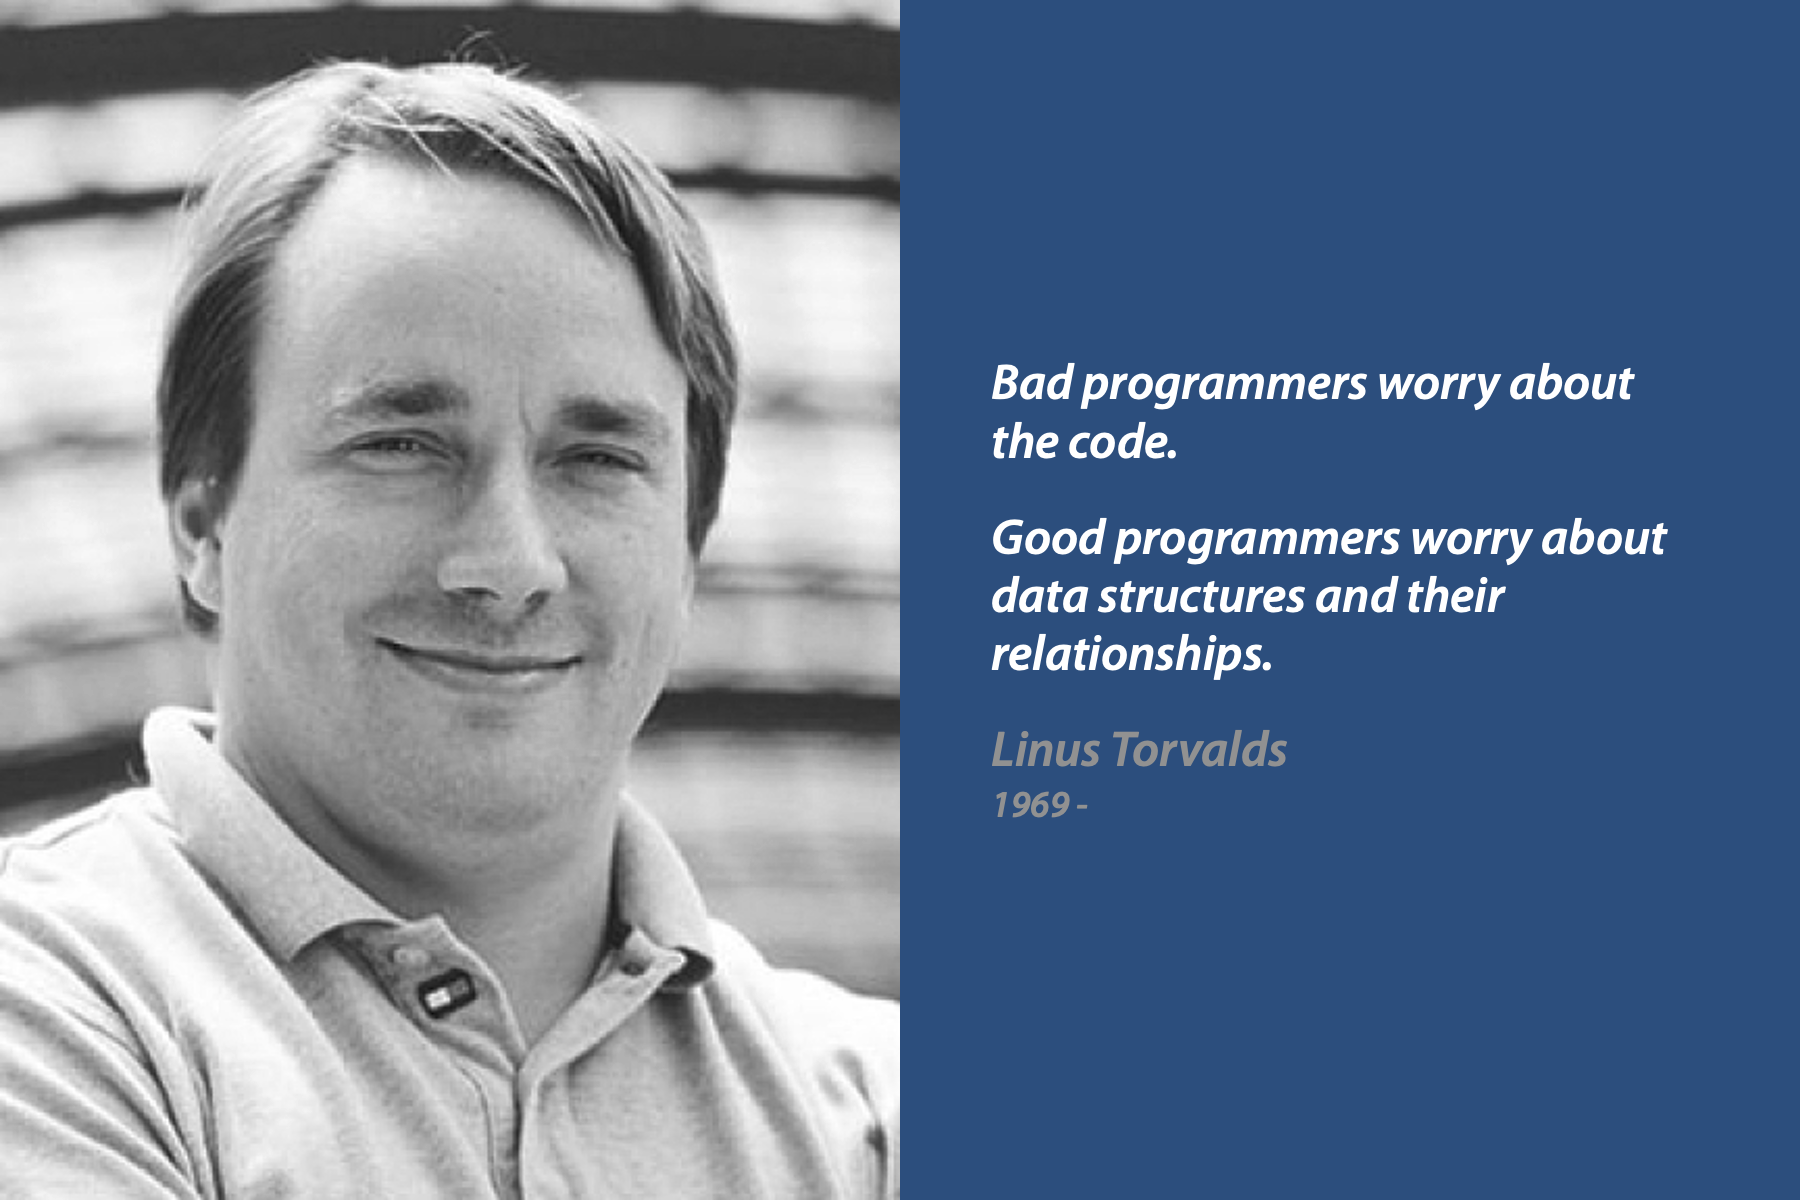 Bad programmers worry about
the code.
Good programmers worry about
data structures and their
relationships.
Linus Torvalds
1969 -